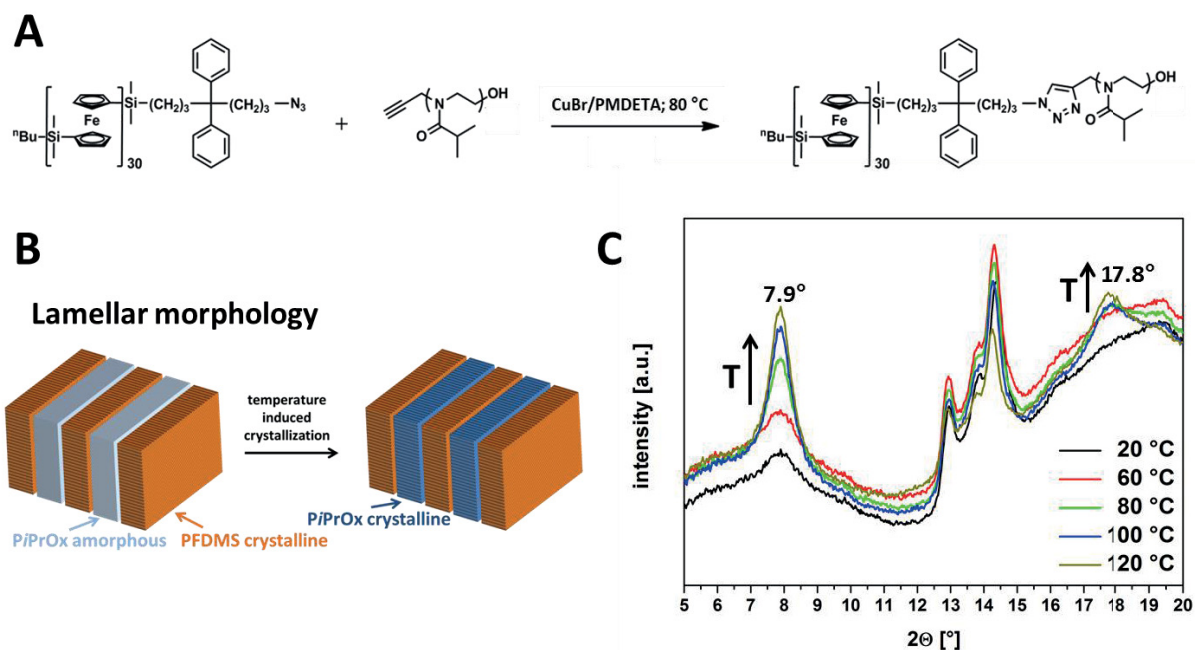 A
Si
(CH2)3
(CH2)3
N3
Fe
nBu
Si
30
+
N
OH
O
CuBr/PMDETA; 80 °C
Si
(CH2)3
(CH2)3
N
N
N
N
OH
O
Fe
nBu
Si
30
B
Lamellar morphology
temperature
induced
crystallization
PiPrOx crystalline
PiPrOx amorphous
PFDMS crystalline
C
7.9°
17.8°
T
T
intensity [a.u.]
20 °C
60 °C
80 °C
100 °C
120 °C
5 6 7 8 9 10 11 12 13 14 15 16 17 18 19 20
2Θ [°]